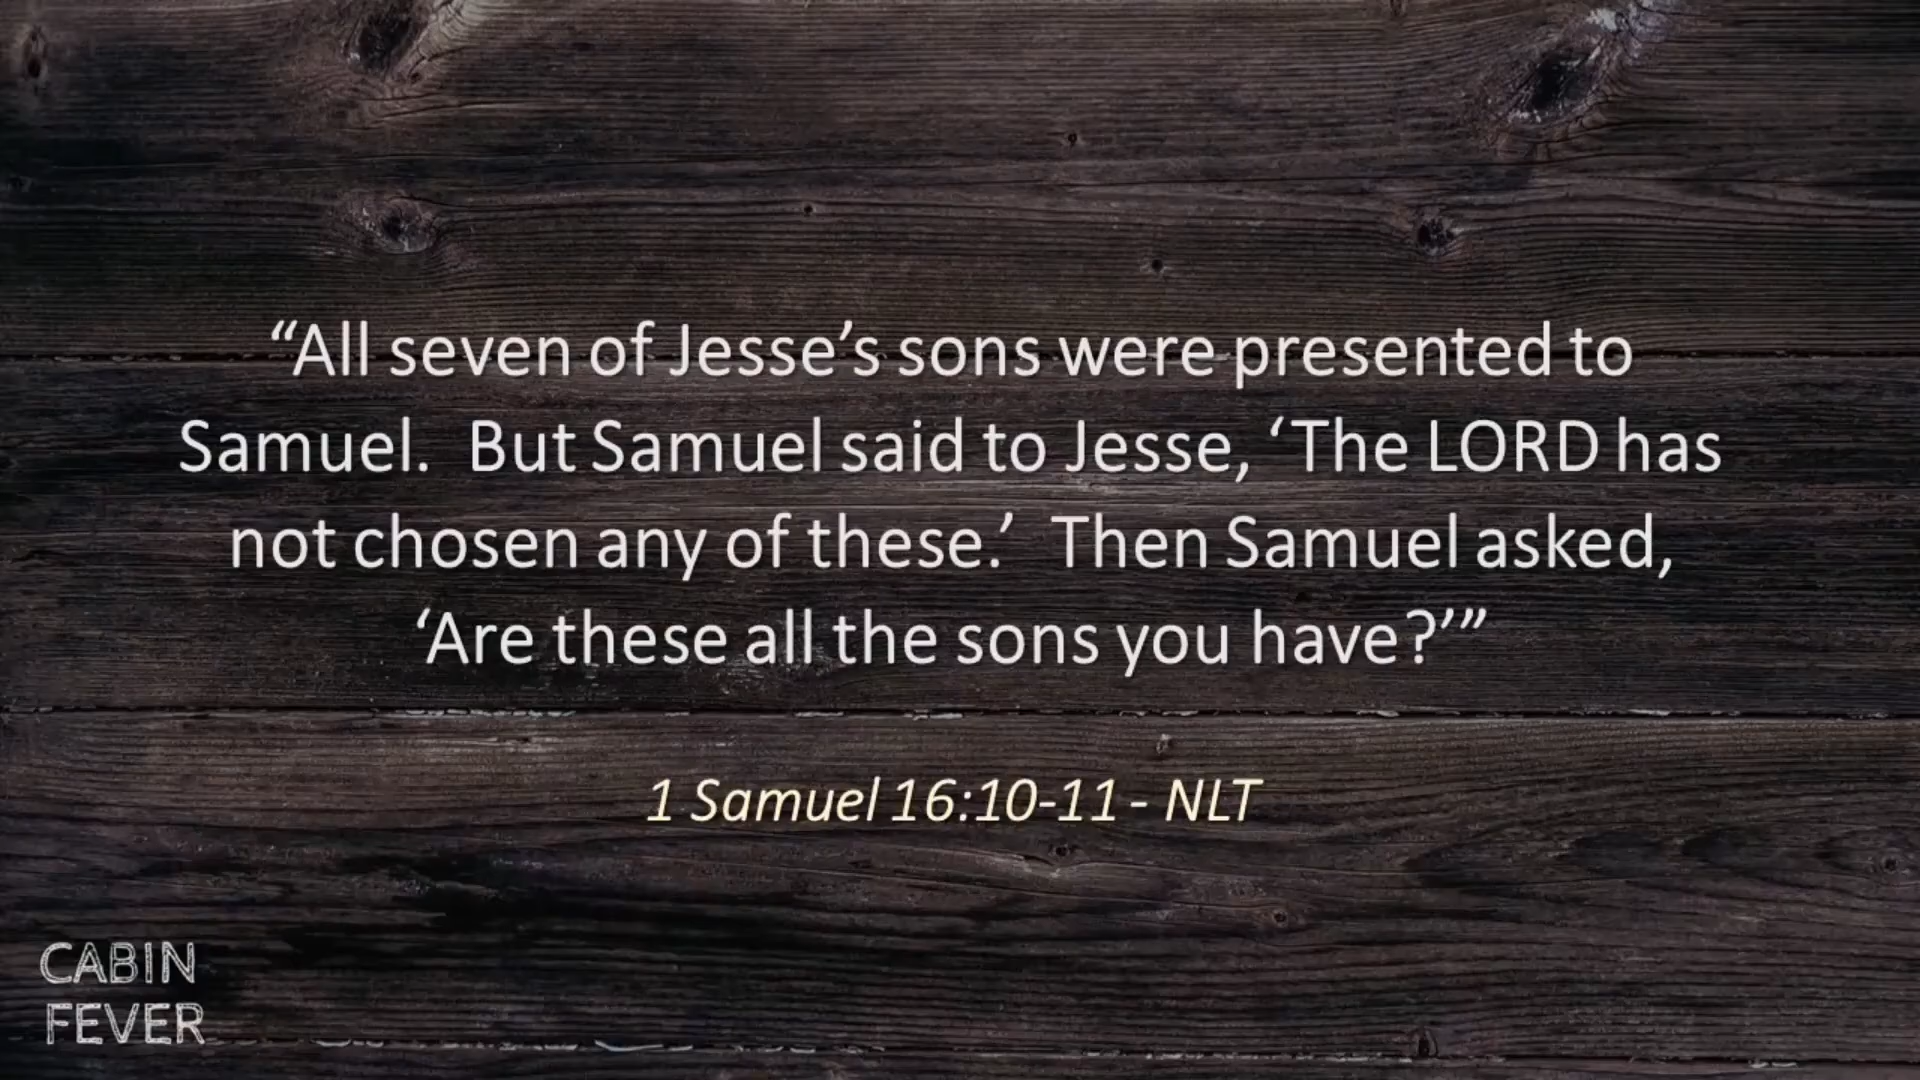 “All seven of Jesse’s sons were presented to
Samuel.  But Samuel said to Jesse, ‘The LORD has
not chosen any of these.’  Then Samuel asked,
‘Are these all the sons you have?’”
1 Samuel 16:10-11 - NLT
CABIN
FEVER